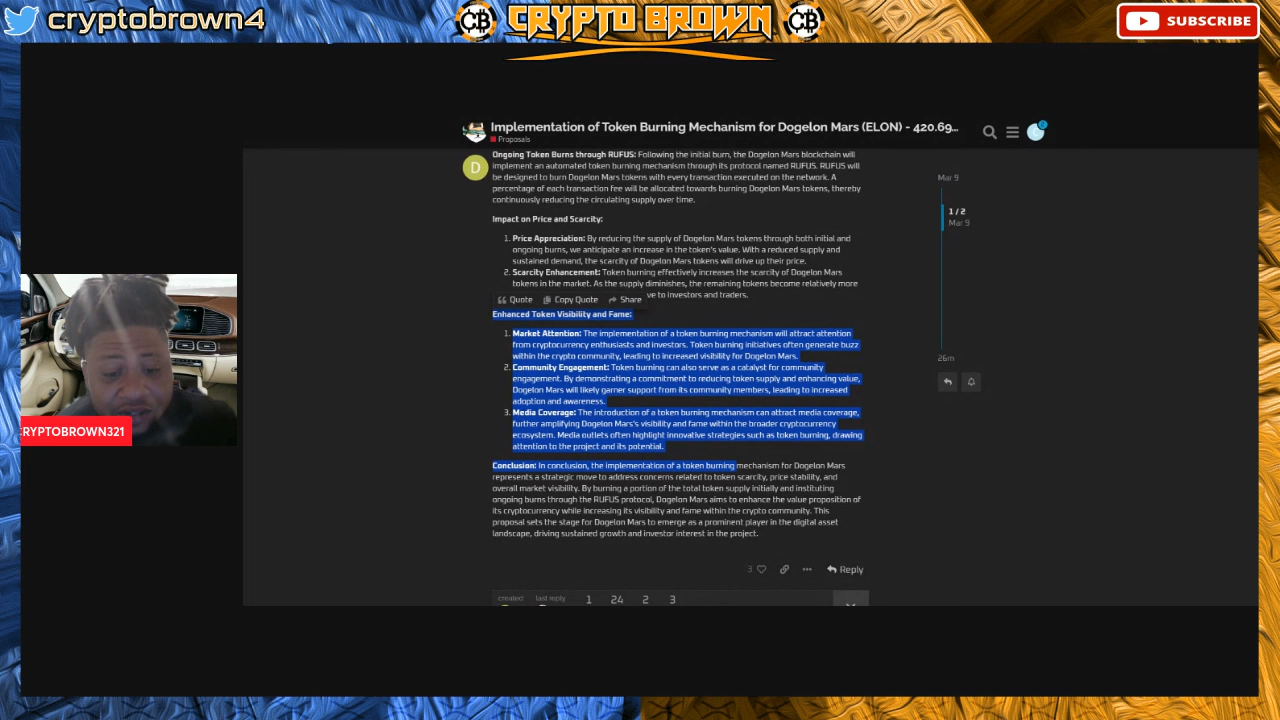 cryptobrown4
CB
CRYPTO BROWN
CB
SUBSCRIBE
Implementation of Token Burning Mechanism for Dogelon Mars (ELON) - 420.69...
Proposals
D
Ongoing Token Burns through RUFUS: Following the initial burn, the Dogelon Mars blockchain will
implement an automated token burning mechanism through its protocol named RUFUS. RUFUS will
be designed to burn Dogelon Mars tokens with every transaction executed on the network. A
percentage of each transaction fee will be allocated towards burning Dogelon Mars tokens, thereby
continuously reducing the circulating supply over time.
Impact on Price and Scarcity:
1. Price Appreciation: By reducing the supply of Dogelon Mars tokens through both initial and
ongoing burns, we anticipate an increase in the token's value. With a reduced supply and
sustained demand, the scarcity of Dogelon Mars tokens will drive up their price.
2. Scarcity Enhancement: Token burning effectively increases the scarcity of Dogelon Mars
tokens in the market. As the supply diminishes, the remaining tokens become relatively more
Quote Copy Quote Share ve to investors and traders.
Enhanced Token Visibility and Fame:
1. Market Attention: The implementation of a token burning mechanism will attract attention
from cryptocurrency enthusiasts and investors. Token burning initiatives often generate buzz
within the crypto community, leading to increased visibility for Dogelon Mars.
2. Community Engagement: Token burning can also serve as a catalyst for community
engagement. By demonstrating a commitment to reducing token supply and enhancing value,
Dogelon Mars will likely garner support from its community members, leading to increased
adoption and awareness.
3. Media Coverage: The introduction of a token burning mechanism can attract media coverage,
further amplifying Dogelon Mars's visibility and fame within the broader cryptocurrency
ecosystem. Media outlets often highlight innovative strategies such as token burning, drawing
attention to the project and its potential.
Conclusion: In conclusion, the implementation of a token burning mechanism for Dogelon Mars
represents a strategic move to address concerns related to token scarcity, price stability, and
overall market visibility. By burning a portion of the total token supply initially and instituting
ongoing burns through the RUFUS protocol, Dogelon Mars aims to enhance the value proposition of
its cryptocurrency while increasing its visibility and fame within the crypto community. This
proposal sets the stage for Dogelon Mars to emerge as a prominent player in the digital asset
landscape, driving sustained growth and investor interest in the project.
3
Reply
created last reply 1 24 2 3
Mar 9
1 / 2
Mar 9
26m
RYPTOBROWN321